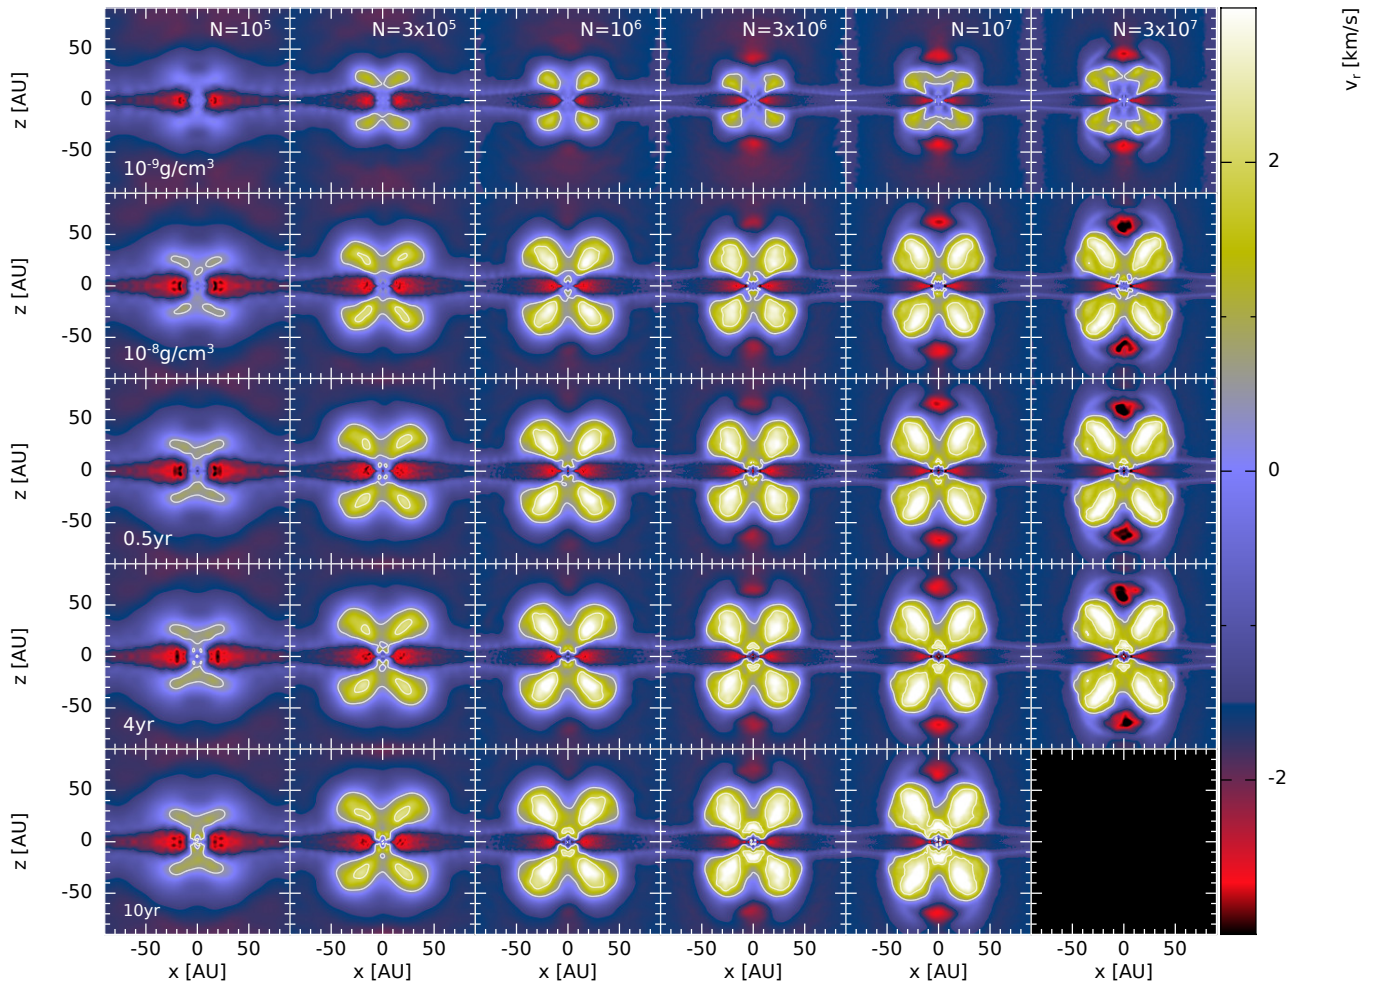 N=10⁵ N=3x10⁵ N=10⁶ N=3x10⁶ N=10⁷ N=3x10⁷
v_r [km/s]
z [AU] 50 0 -50
10⁻⁹g/cm³
2
z [AU] 50 0 -50
10⁻⁸g/cm³
z [AU] 50 0 -50
0
0.5yr
z [AU] 50 0 -50
4yr
-2
z [AU] 50 0 -50
10yr
-50 0 50 -50 0 50 -50 0 50 -50 0 50 -50 0 50 -50 0 50
x [AU] x [AU] x [AU] x [AU] x [AU] x [AU]